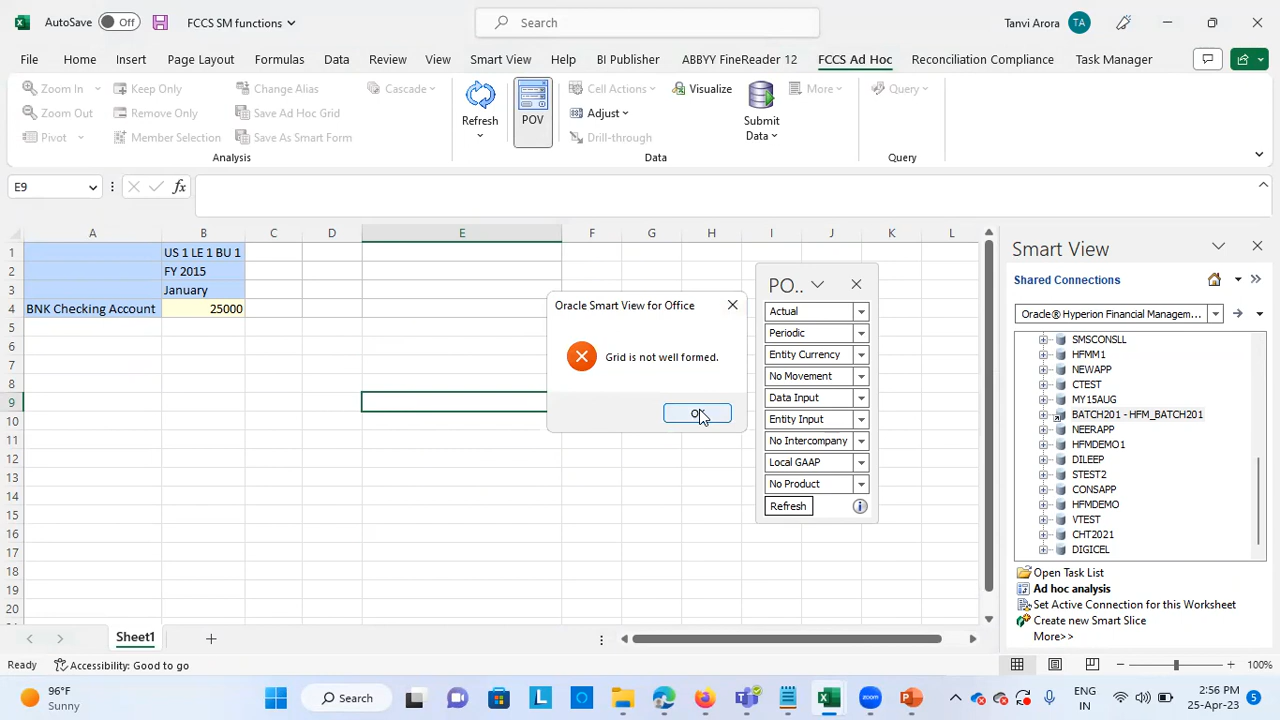 AutoSave Off FCCS SM functions Search Tanvi Arora TA
File Home Insert Page Layout Formulas Data Review View Smart View Help BI Publisher ABBYY FineReader 12 FCCS Ad Hoc Reconciliation Compliance Task Manager
Zoom In Keep Only Change Alias Cascade Refresh POV Cell Actions Visualize Submit Data More Query
Zoom Out Remove Only Save Ad Hoc Grid Adjust
Pivot Member Selection Save As Smart Form Drill-through
Analysis Data Query
E9 fx
A B C D E F G H I J K L
1 US 1 LE 1 BU 1
2 FY 2015
3 January
4 BNK Checking Account 25000
5
6
7
8
9
10
11
12
13
14
15
16
17
18
19
20
Oracle Smart View for Office
Grid is not well formed.
OK
PO..
Actual
Periodic
Entity Currency
No Movement
Data Input
Entity Input
No Intercompany
Local GAAP
No Product
Refresh
Smart View
Shared Connections
Oracle® Hyperion Financial Managem...
SMSCONSLL
HFMM1
NEWAPP
CTEST
MY15AUG
BATCH201 - HFM_BATCH201
NEERAPP
HFMDEMO1
DILEEP
STEST2
CONSAPP
HFMDEMO
VTEST
CHT2021
DIGICEL
Open Task List
Ad hoc analysis
Set Active Connection for this Worksheet
Create new Smart Slice
More>>
Sheet1
Ready Accessibility: Good to go 100%
96°F
Sunny
Search
ENG
IN
2:56 PM
25-Apr-23
5